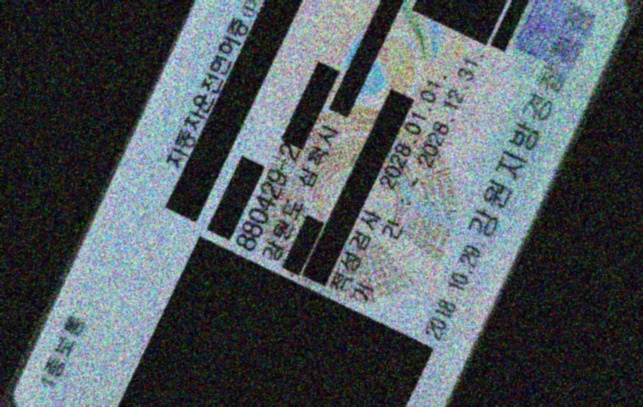 자동차운전면허증
1종보통
880429-2
강원도 삼척시
적성검사 2028.01.01.
기 간 : ~ 2028.12.31.
2018.10.29 강원지방경찰청장